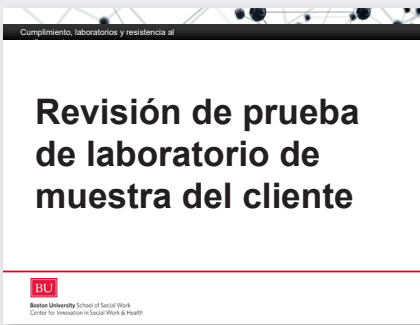 Cumplimiento, laboratorios y resistencia al
Revisión de prueba
de laboratorio de
muestra del cliente
BU
Boston University School of Social Work
Center for Innovation in Social Work & Health